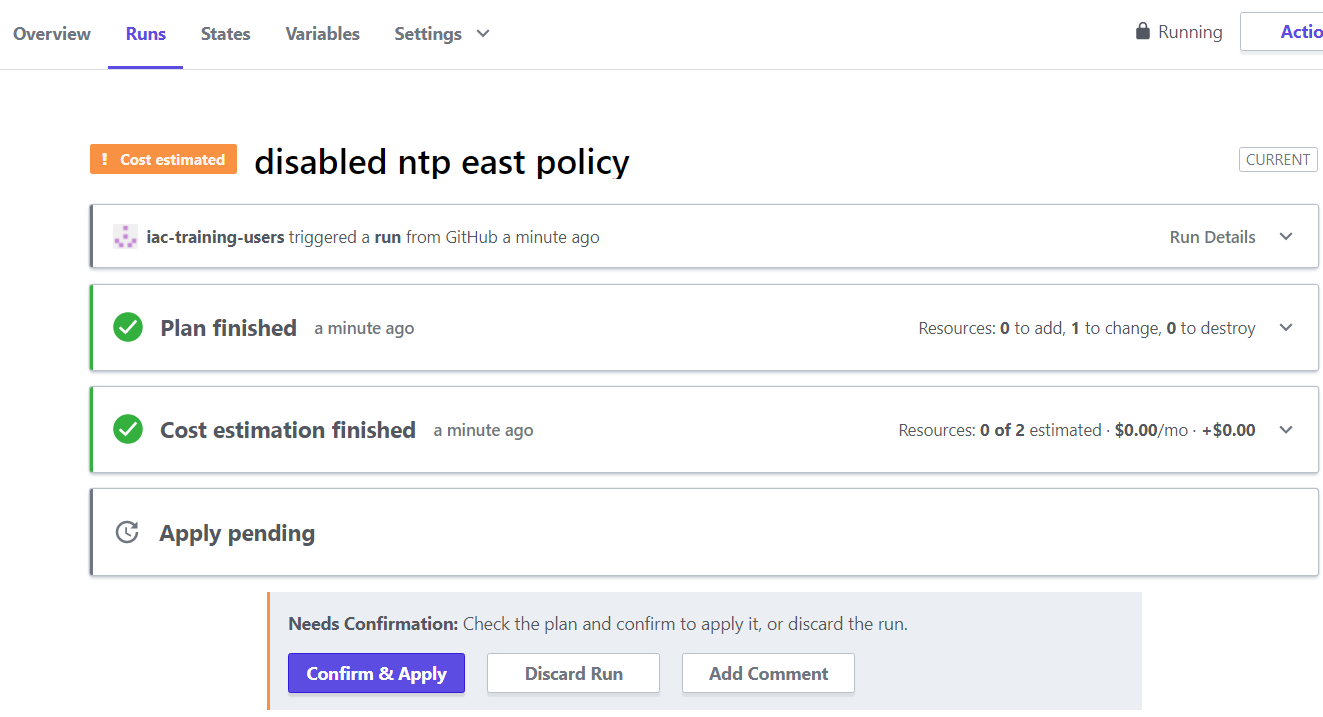 Overview Runs States Variables Settings Running Actio
! Cost estimated disabled ntp east policy CURRENT
iac-training-users triggered a run from GitHub a minute ago Run Details
Plan finished a minute ago Resources: 0 to add, 1 to change, 0 to destroy
Cost estimation finished a minute ago Resources: 0 of 2 estimated · $0.00/mo · +$0.00
Apply pending
Needs Confirmation: Check the plan and confirm to apply it, or discard the run.
Confirm & Apply Discard Run Add Comment